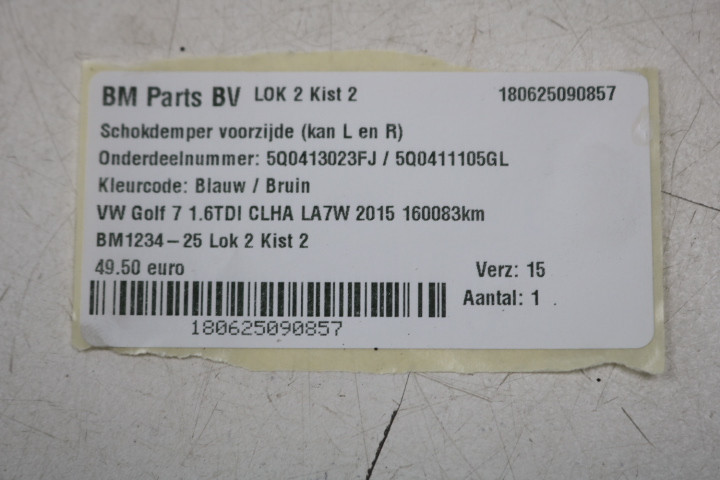 BM Parts BV LOK 2 Kist 2 180625090857
Schokdemper voorzijde (kan L en R)
Onderdeelnummer: 5Q0413023FJ / 5Q0411105GL
Kleurcode: Blauw / Bruin
VW Golf 7 1.6TDI CLHA LA7W 2015 160083km
BM1234-25 Lok 2 Kist 2
49.50 euro Verz: 15
Aantal: 1
180625090857